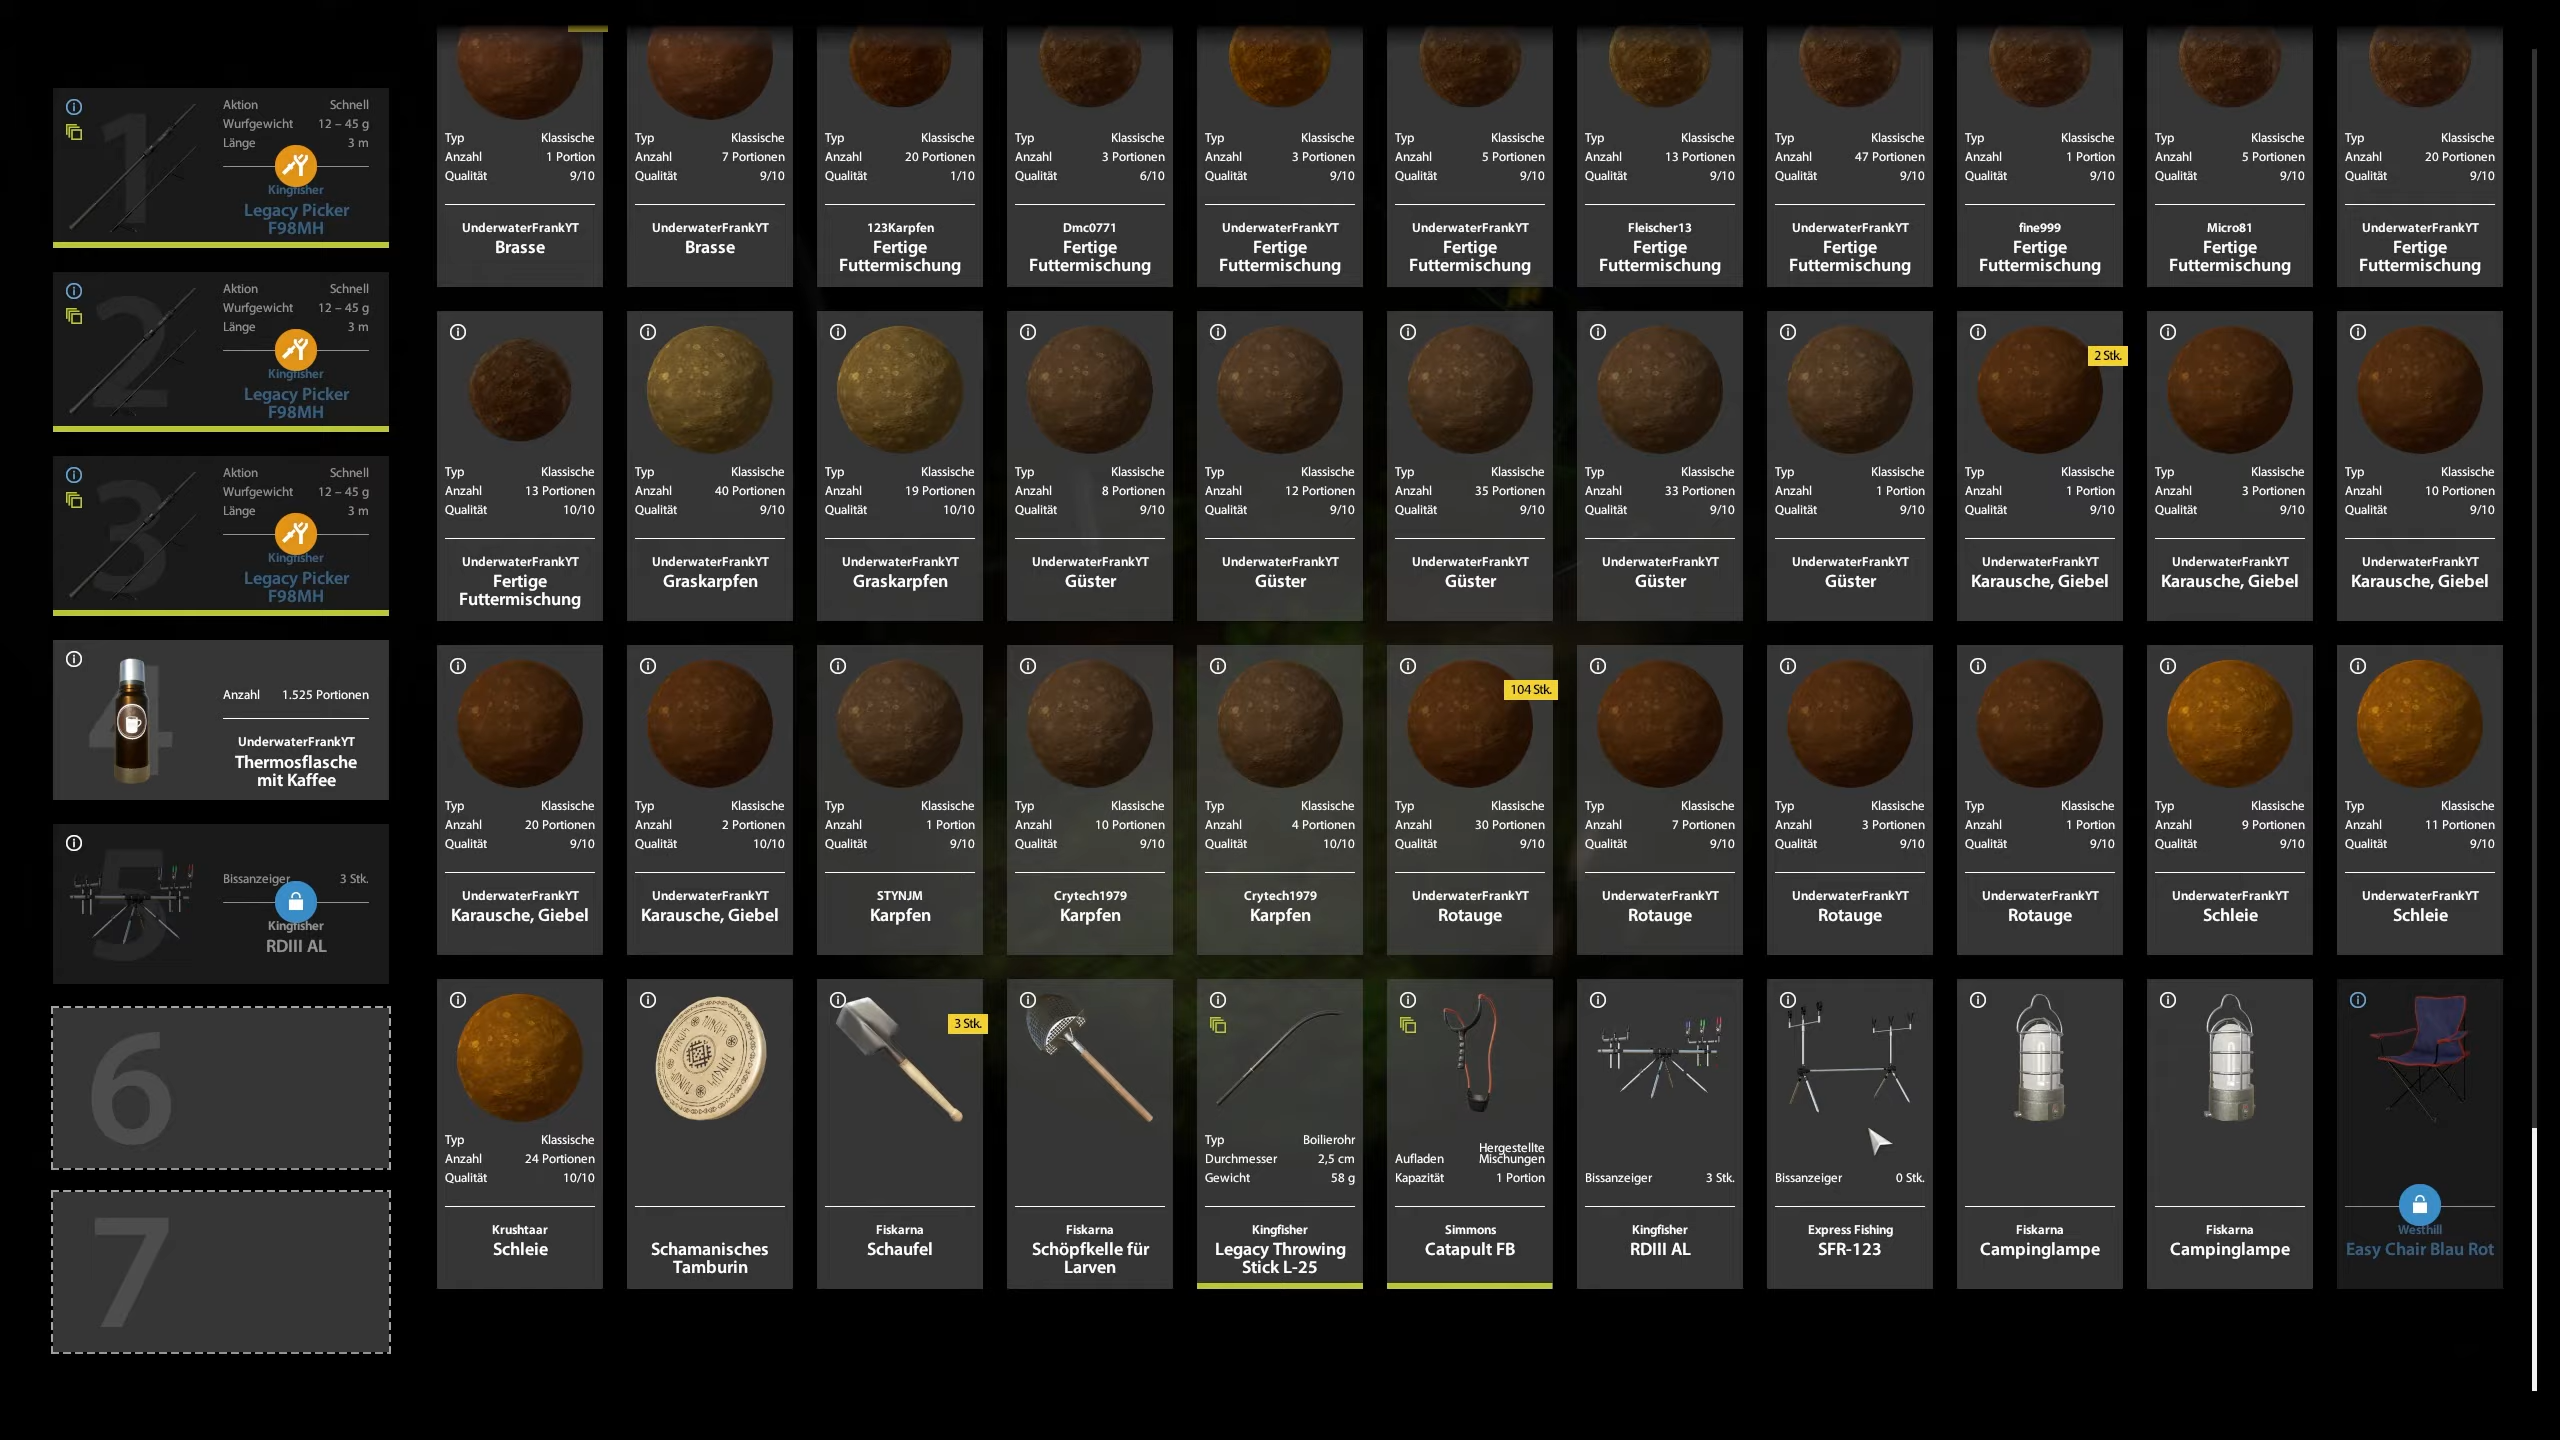 1
Aktion Schnell
Wurfgewicht 12 – 45 g
Länge 3 m
Kingfisher
Legacy Picker
F98MH
2
Aktion Schnell
Wurfgewicht 12 – 45 g
Länge 3 m
Kingfisher
Legacy Picker
F98MH
3
Aktion Schnell
Wurfgewicht 12 – 45 g
Länge 3 m
Kingfisher
Legacy Picker
F98MH
4
Anzahl 1.525 Portionen
UnderwaterFrankYT
Thermosflasche
mit Kaffee
5
Bissanzeiger 3 Stk.
Kingfisher
RDIII AL
6
7
Typ Klassische
Anzahl 1 Portion
Qualität 9/10
UnderwaterFrankYT
Brasse
Typ Klassische
Anzahl 7 Portionen
Qualität 9/10
UnderwaterFrankYT
Brasse
Typ Klassische
Anzahl 20 Portionen
Qualität 1/10
123Karpfen
Fertige
Futtermischung
Typ Klassische
Anzahl 3 Portionen
Qualität 6/10
Dmc0771
Fertige
Futtermischung
Typ Klassische
Anzahl 3 Portionen
Qualität 9/10
UnderwaterFrankYT
Fertige
Futtermischung
Typ Klassische
Anzahl 5 Portionen
Qualität 9/10
UnderwaterFrankYT
Fertige
Futtermischung
Typ Klassische
Anzahl 13 Portionen
Qualität 9/10
Fleischer13
Fertige
Futtermischung
Typ Klassische
Anzahl 47 Portionen
Qualität 9/10
UnderwaterFrankYT
Fertige
Futtermischung
Typ Klassische
Anzahl 1 Portion
Qualität 9/10
fine999
Fertige
Futtermischung
Typ Klassische
Anzahl 5 Portionen
Qualität 9/10
Micro81
Fertige
Futtermischung
Typ Klassische
Anzahl 20 Portionen
Qualität 9/10
UnderwaterFrankYT
Fertige
Futtermischung
Typ Klassische
Anzahl 13 Portionen
Qualität 10/10
UnderwaterFrankYT
Fertige
Futtermischung
Typ Klassische
Anzahl 40 Portionen
Qualität 9/10
UnderwaterFrankYT
Graskarpfen
Typ Klassische
Anzahl 19 Portionen
Qualität 10/10
UnderwaterFrankYT
Graskarpfen
Typ Klassische
Anzahl 8 Portionen
Qualität 9/10
UnderwaterFrankYT
Güster
Typ Klassische
Anzahl 12 Portionen
Qualität 9/10
UnderwaterFrankYT
Güster
Typ Klassische
Anzahl 35 Portionen
Qualität 9/10
UnderwaterFrankYT
Güster
Typ Klassische
Anzahl 33 Portionen
Qualität 9/10
UnderwaterFrankYT
Güster
Typ Klassische
Anzahl 1 Portion
Qualität 9/10
UnderwaterFrankYT
Güster
2 Stk.
Typ Klassische
Anzahl 1 Portion
Qualität 9/10
UnderwaterFrankYT
Karausche, Giebel
Typ Klassische
Anzahl 3 Portionen
Qualität 9/10
UnderwaterFrankYT
Karausche, Giebel
Typ Klassische
Anzahl 10 Portionen
Qualität 9/10
UnderwaterFrankYT
Karausche, Giebel
Typ Klassische
Anzahl 20 Portionen
Qualität 9/10
UnderwaterFrankYT
Karausche, Giebel
Typ Klassische
Anzahl 2 Portionen
Qualität 10/10
UnderwaterFrankYT
Karausche, Giebel
Typ Klassische
Anzahl 1 Portion
Qualität 9/10
STYNJM
Karpfen
Typ Klassische
Anzahl 10 Portionen
Qualität 9/10
Crytech1979
Karpfen
Typ Klassische
Anzahl 4 Portionen
Qualität 10/10
Crytech1979
Karpfen
104 Stk.
Typ Klassische
Anzahl 30 Portionen
Qualität 9/10
UnderwaterFrankYT
Rotauge
Typ Klassische
Anzahl 7 Portionen
Qualität 9/10
UnderwaterFrankYT
Rotauge
Typ Klassische
Anzahl 3 Portionen
Qualität 9/10
UnderwaterFrankYT
Rotauge
Typ Klassische
Anzahl 1 Portion
Qualität 9/10
UnderwaterFrankYT
Rotauge
Typ Klassische
Anzahl 9 Portionen
Qualität 9/10
UnderwaterFrankYT
Schleie
Typ Klassische
Anzahl 11 Portionen
Qualität 9/10
UnderwaterFrankYT
Schleie
Typ Klassische
Anzahl 24 Portionen
Qualität 10/10
Krushtaar
Schleie
Schamanisches
Tamburin
3 Stk.
Fiskarna
Schaufel
Fiskarna
Schöpfkelle für
Larven
Typ Boilierohr
Durchmesser 2,5 cm
Gewicht 58 g
Kingfisher
Legacy Throwing
Stick L-25
Aufladen Hergestellte
Mischungen
Kapazität 1 Portion
Simmons
Catapult FB
Bissanzeiger 3 Stk.
Kingfisher
RDIII AL
Bissanzeiger 0 Stk.
Express Fishing
SFR-123
Fiskarna
Campinglampe
Fiskarna
Campinglampe
Westhill
Easy Chair Blau Rot